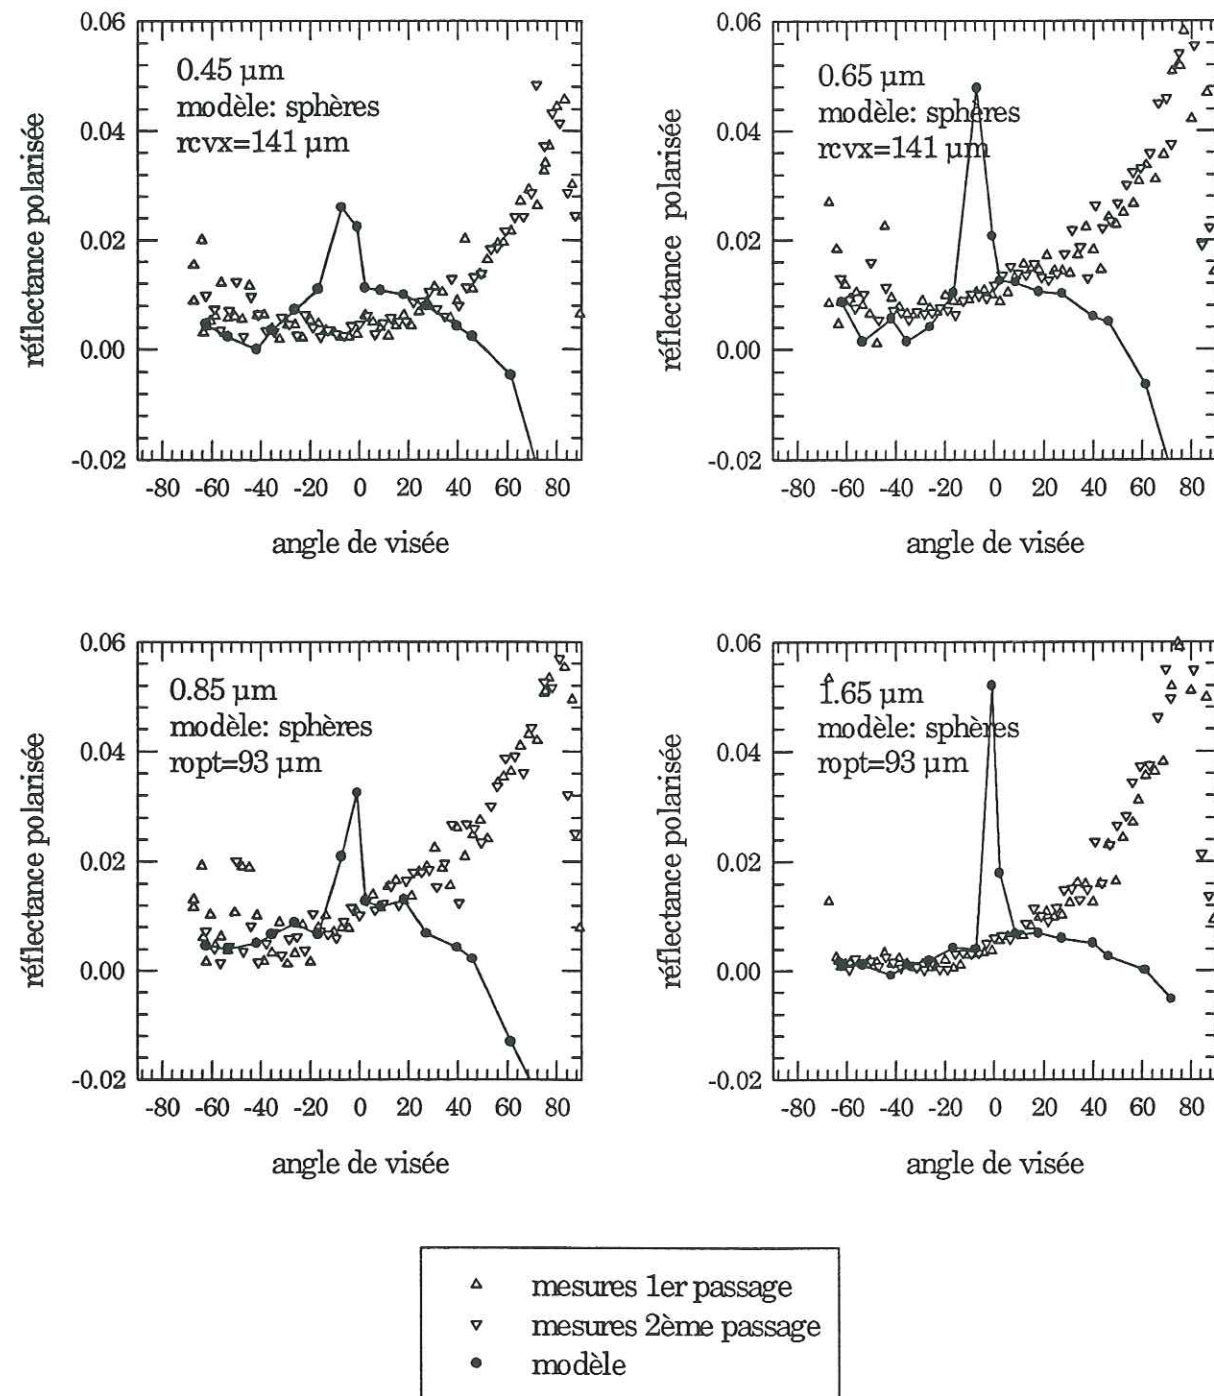 0.06
0.04
0.02
0.00
-0.02
réflectance polarisée
0.45 µm
modèle: sphères
rcvx=141 µm
-80 -60 -40 -20 0 20 40 60 80
angle de visée
0.06
0.04
0.02
0.00
-0.02
réflectance polarisée
0.65 µm
modèle: sphères
rcvx=141 µm
-80 -60 -40 -20 0 20 40 60 80
angle de visée
0.06
0.04
0.02
0.00
-0.02
réflectance polarisée
0.85 µm
modèle: sphères
ropt=93 µm
-80 -60 -40 -20 0 20 40 60 80
angle de visée
0.06
0.04
0.02
0.00
-0.02
réflectance polarisée
1.65 µm
modèle: sphères
ropt=93 µm
-80 -60 -40 -20 0 20 40 60 80
angle de visée
mesures 1er passage
mesures 2ème passage
modèle